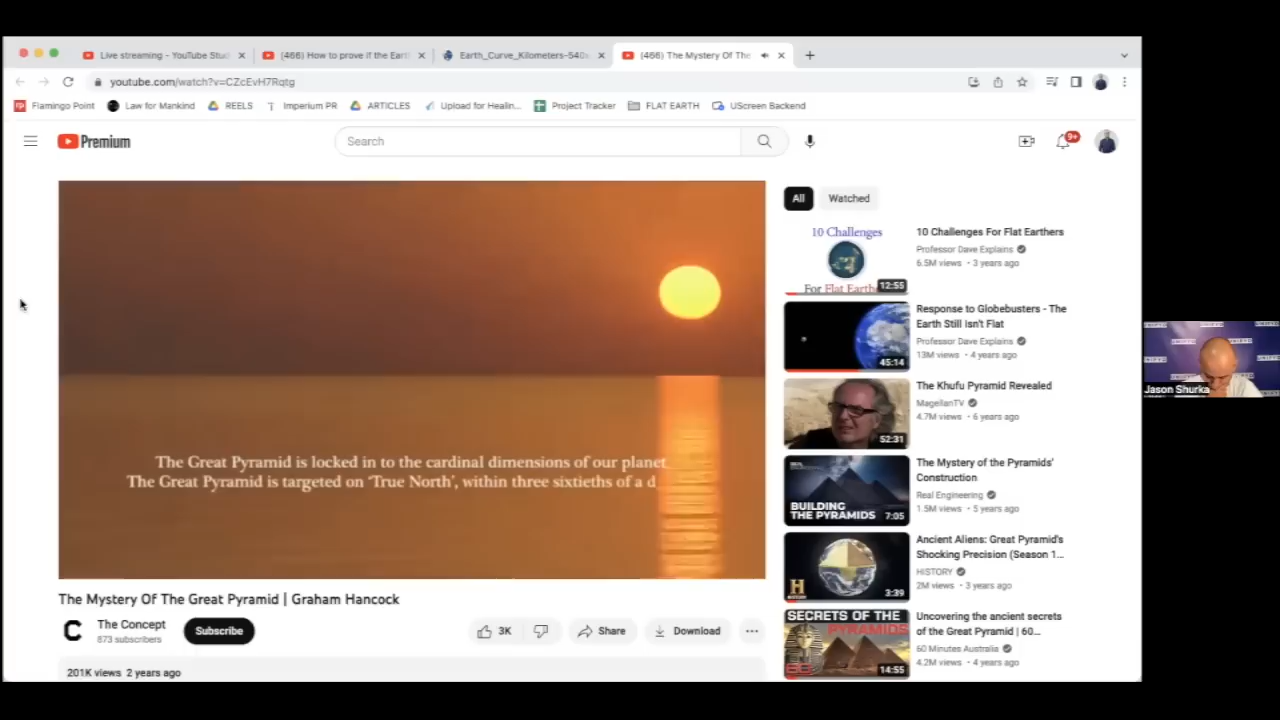 Live streaming - YouTube Stu
(466) How to prove if the Eart
Earth_Curve_Kilometers-540x
(466) The Mystery Of The
youtube.com/watch?v=CZcEvH7Rqtg
Flamingo Point
Law for Mankind
REELS
Imperium PR
ARTICLES
Upload for Healin...
Project Tracker
FLAT EARTH
UScreen Backend
Premium
Search
9+
The Great Pyramid is locked in to the cardinal dimensions of our planet
The Great Pyramid is targeted on 'True North', within three sixtieths of a d
The Mystery Of The Great Pyramid | Graham Hancock
C
The Concept
873 subscribers
Subscribe
3K
Share
Download
201K views 2 years ago
All
Watched
10 Challenges
For Flat Earthe
12:55
10 Challenges For Flat Earthers
Professor Dave Explains
6.5M views • 3 years ago
45:14
Response to Globebusters - The
Earth Still Isn't Flat
Professor Dave Explains
13M views • 4 years ago
52:31
The Khufu Pyramid Revealed
MagellanTV
4.7M views • 6 years ago
BUILDING
THE PYRAMIDS
7:05
The Mystery of the Pyramids'
Construction
Real Engineering
1.5M views • 5 years ago
H
HISTORY
3:39
Ancient Aliens: Great Pyramid's
Shocking Precision (Season 1...
HISTORY
2M views • 3 years ago
SECRETS OF THE
PYRAMIDS
60
14:55
Uncovering the ancient secrets
of the Great Pyramid | 60...
60 Minutes Australia
4.2M views • 4 years ago
Jason Shurka